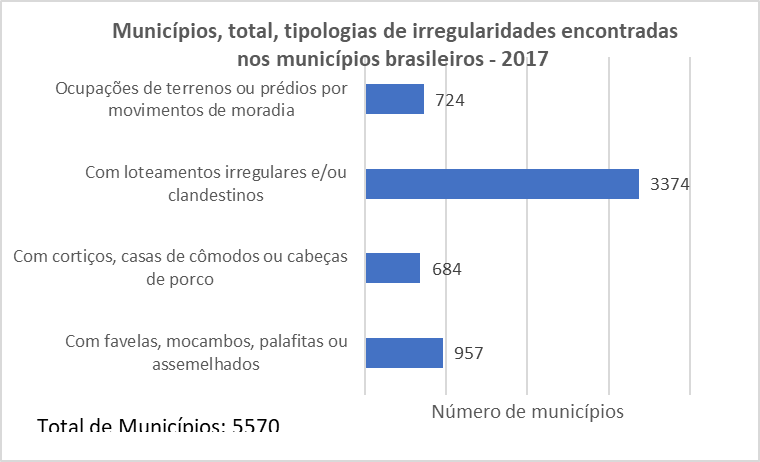 Municípios, total, tipologias de irregularidades encontradas
nos municípios brasileiros - 2017
Ocupações de terrenos ou prédios por
movimentos de moradia
724
Com loteamentos irregulares e/ou
clandestinos
3374
Com cortiços, casas de cômodos ou cabeças
de porco
684
Com favelas, mocambos, palafitas ou
assemelhados
957
Número de municípios
Total de Municípios: 5570